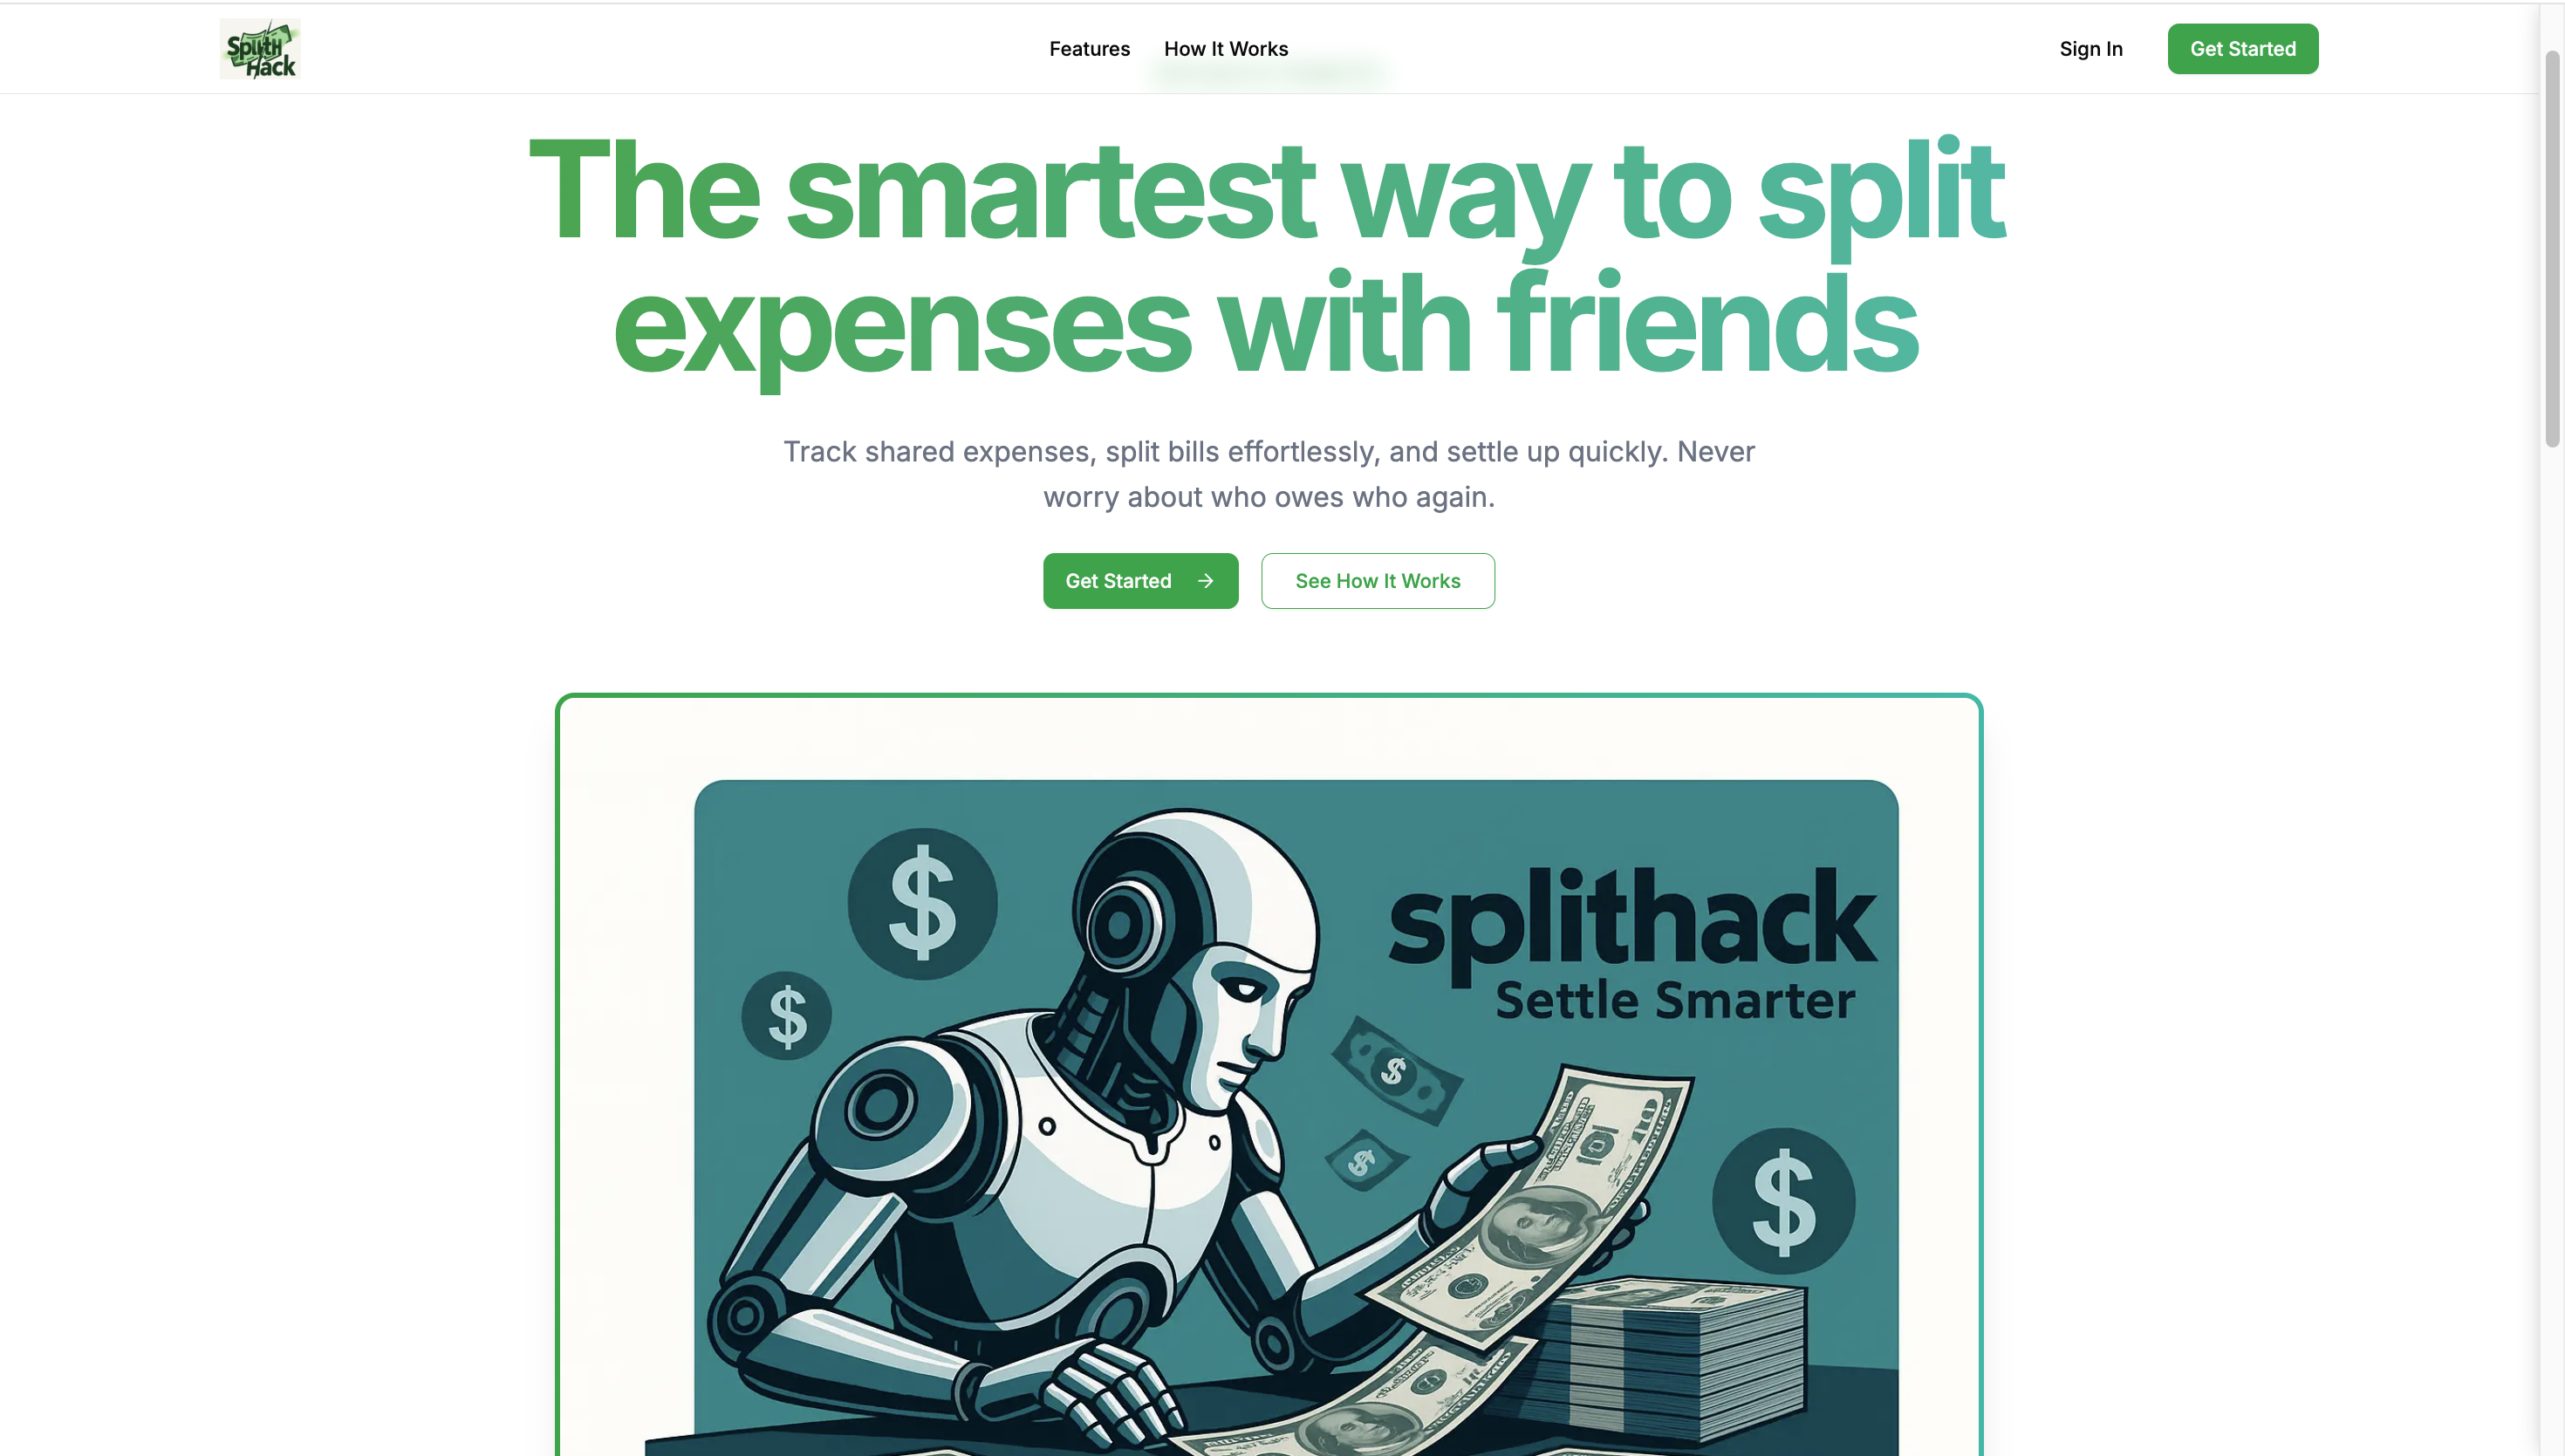 Split
Hack
Features
How It Works
Sign In
Get Started
The smartest way to split
expenses with friends
Track shared expenses, split bills effortlessly, and settle up quickly. Never
worry about who owes who again.
Get Started →
See How It Works
$
$
splithack
Settle Smarter
$
$
$